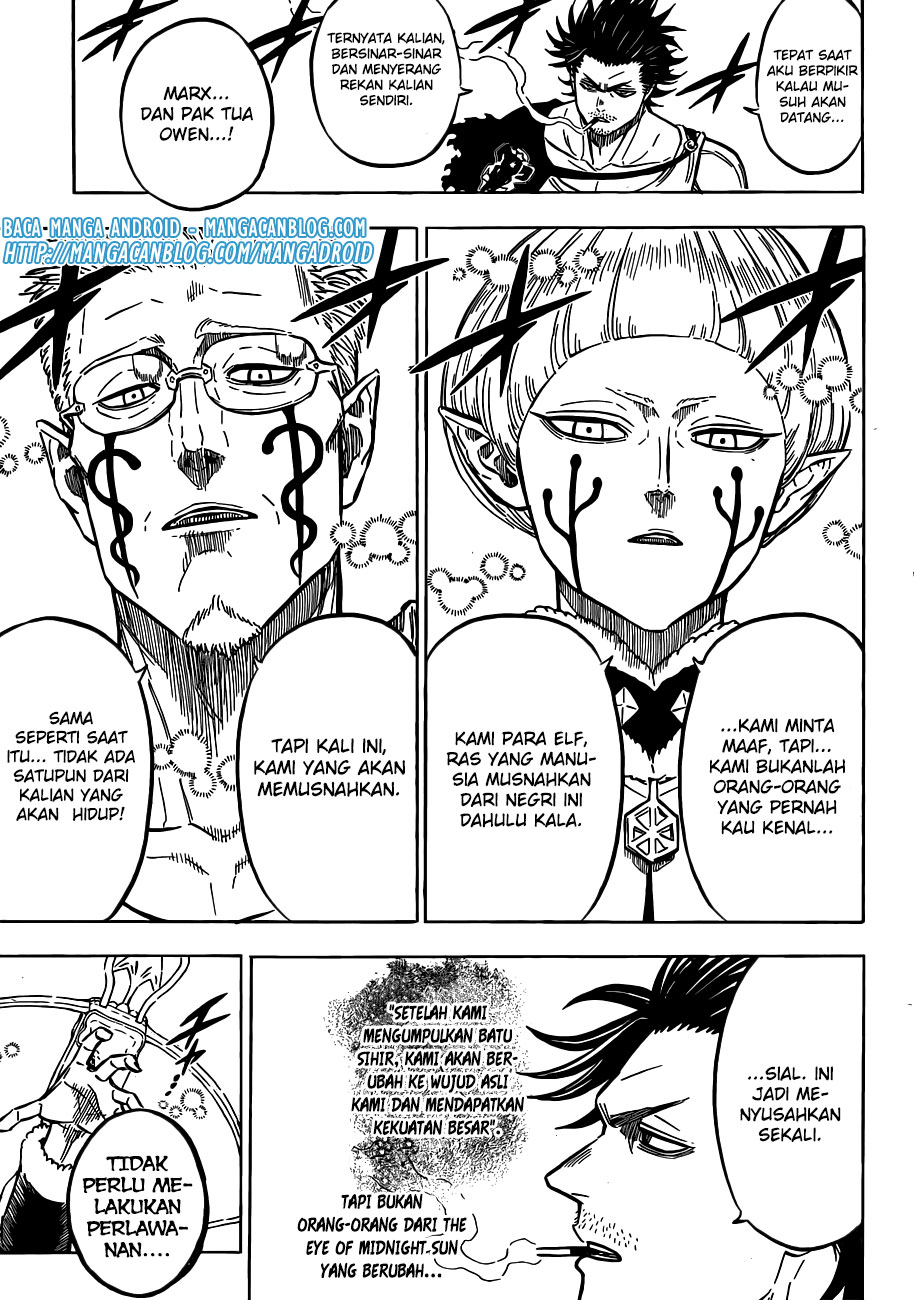 TEPAT SAAT
AKU BERPIKIR
KALAU MU-
SUH AKAN
DATANG...
TERNYATA KALIAN,
BERSINAR-SINAR
DAN MENYERANG
REKAN KALIAN
SENDIRI.
MARX...
DAN PAK TUA
OWEN...!
BACA MANGA ANDROID - MANGACANBLOG.COM
HTTP://MANGACANBLOG.COM/MANGADROID
...KAMI MINTA
MAAF, TAPI...
KAMI BUKANLAH
ORANG-ORANG
YANG PERNAH
KAU KENAL...
KAMI PARA ELF,
RAS YANG MANU-
SIA MUSNAHKAN
DARI NEGRI INI
DAHULU KALA.
TAPI KALI INI,
KAMI YANG AKAN
MEMUSNAHKAN.
SAMA
SEPERTI SAAT
ITU... TIDAK ADA
SATUPUN DARI
KALIAN YANG
AKAN HIDUP!
...SIAL. INI
JADI ME-
NYUSAHKAN
SEKALI.
"SETELAH KAMI
MENGUMPULKAN BATU
SIHIR, KAMI AKAN BER-
UBAH KE WUJUD ASLI
KAMI DAN MENDAPATKAN
KEKUATAN BESAR".
TAPI BUKAN
ORANG-ORANG DARI THE
EYE OF MIDNIGHT SUN
YANG BERUBAH...
TIDAK
PERLU ME-
LAKUKAN
PERLAWA-
NAN....